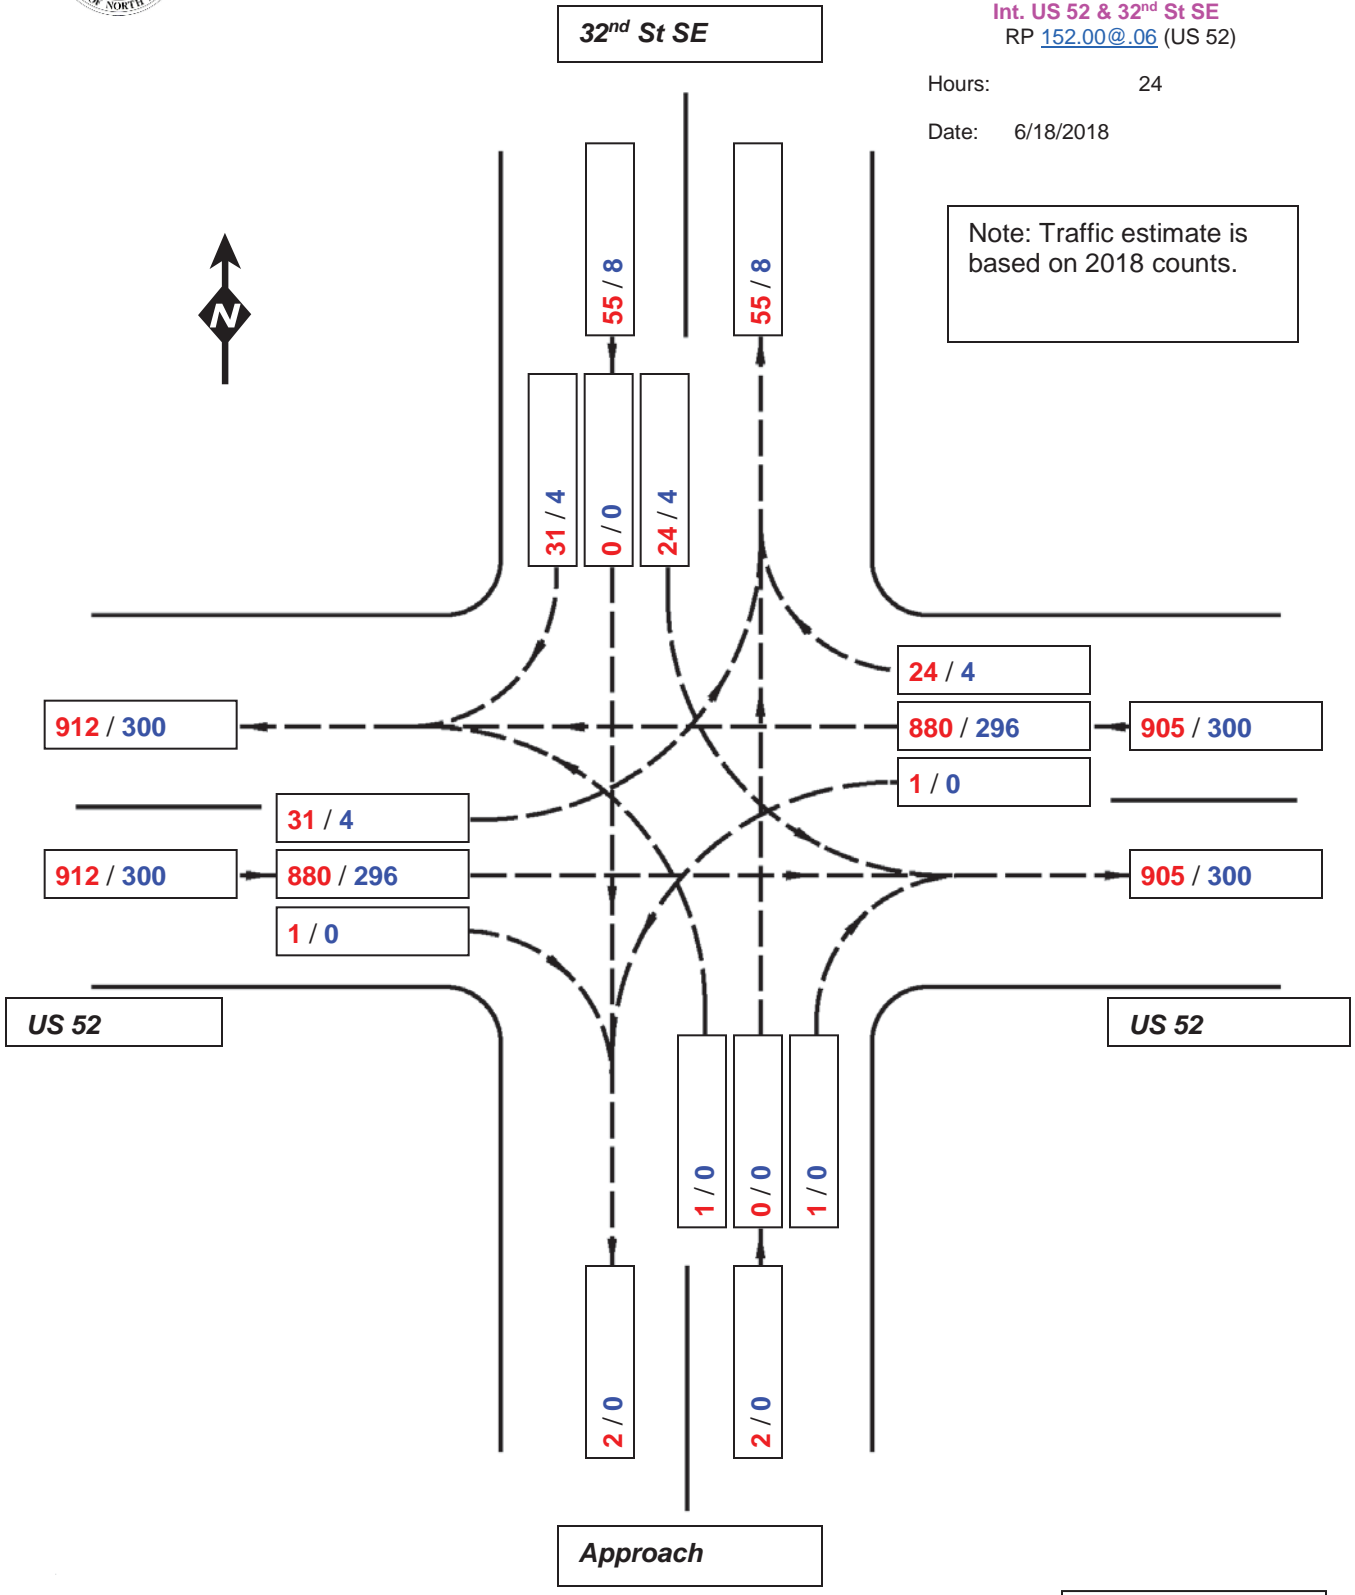 OF NORTH
32nd St SE
Int. US 52 & 32nd St SE
RP 152.00@.06 (US 52)
Hours: 24
Date: 6/18/2018
Note: Traffic estimate is
based on 2018 counts.
N
55 / 8
55 / 8
31 / 4
0 / 0
24 / 4
24 / 4
912 / 300
880 / 296
905 / 300
1 / 0
31 / 4
912 / 300
880 / 296
905 / 300
1 / 0
US 52
US 52
1 / 0
0 / 0
1 / 0
2 / 0
2 / 0
Approach